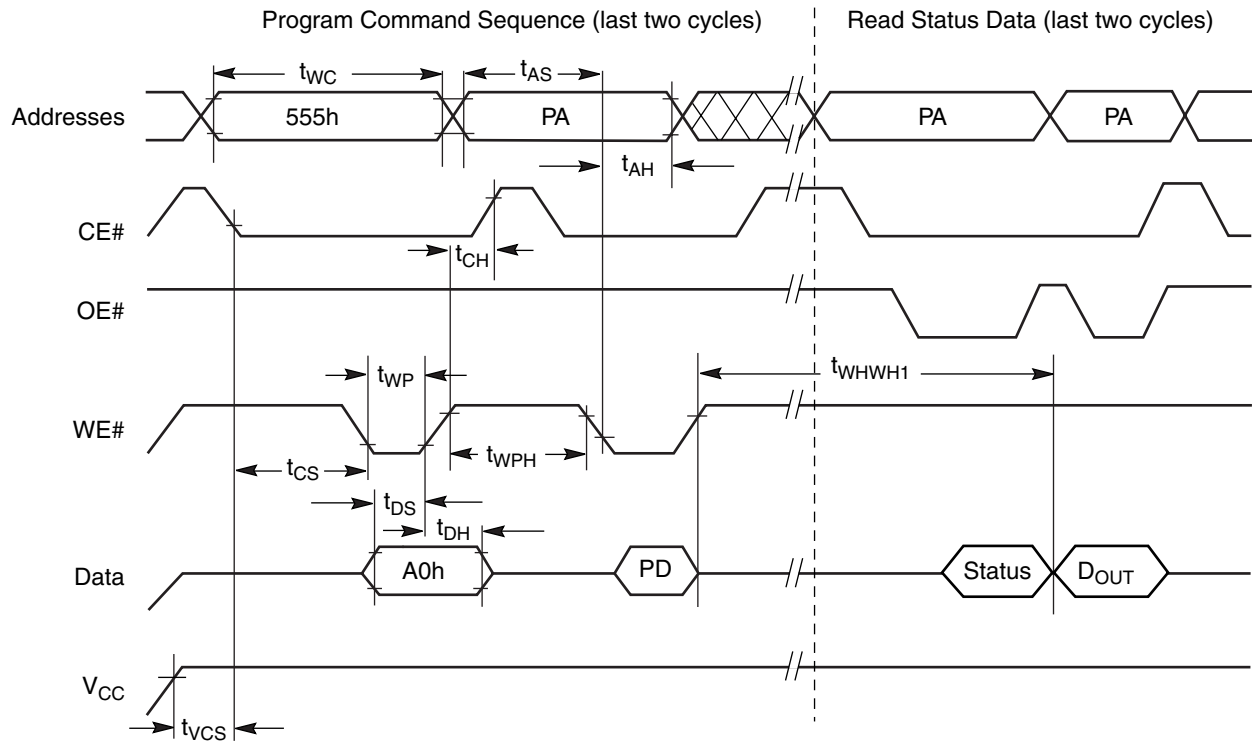 Program Command Sequence (last two cycles) Read Status Data (last two cycles)
tWC tAS
Addresses 555h PA PA PA
tAH
CE#
tCH
OE#
tWHWH1
tWP
WE#
tWPH
tCS
tDS
tDH
Data A0h PD Status DOUT
VCC
tVCS